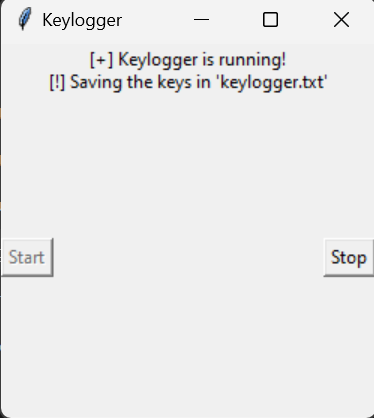 Keylogger
[+] Keylogger is running!
[!] Saving the keys in 'keylogger.txt'
Start
Stop